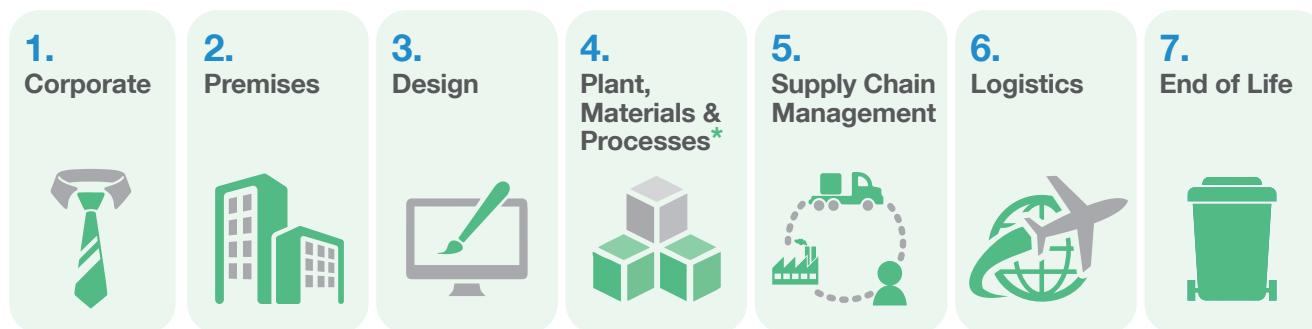 1.
Corporate
2.
Premises
3.
Design
4.
Plant,
Materials &
Processes*
5.
Supply Chain
Management
6.
Logistics
7.
End of Life